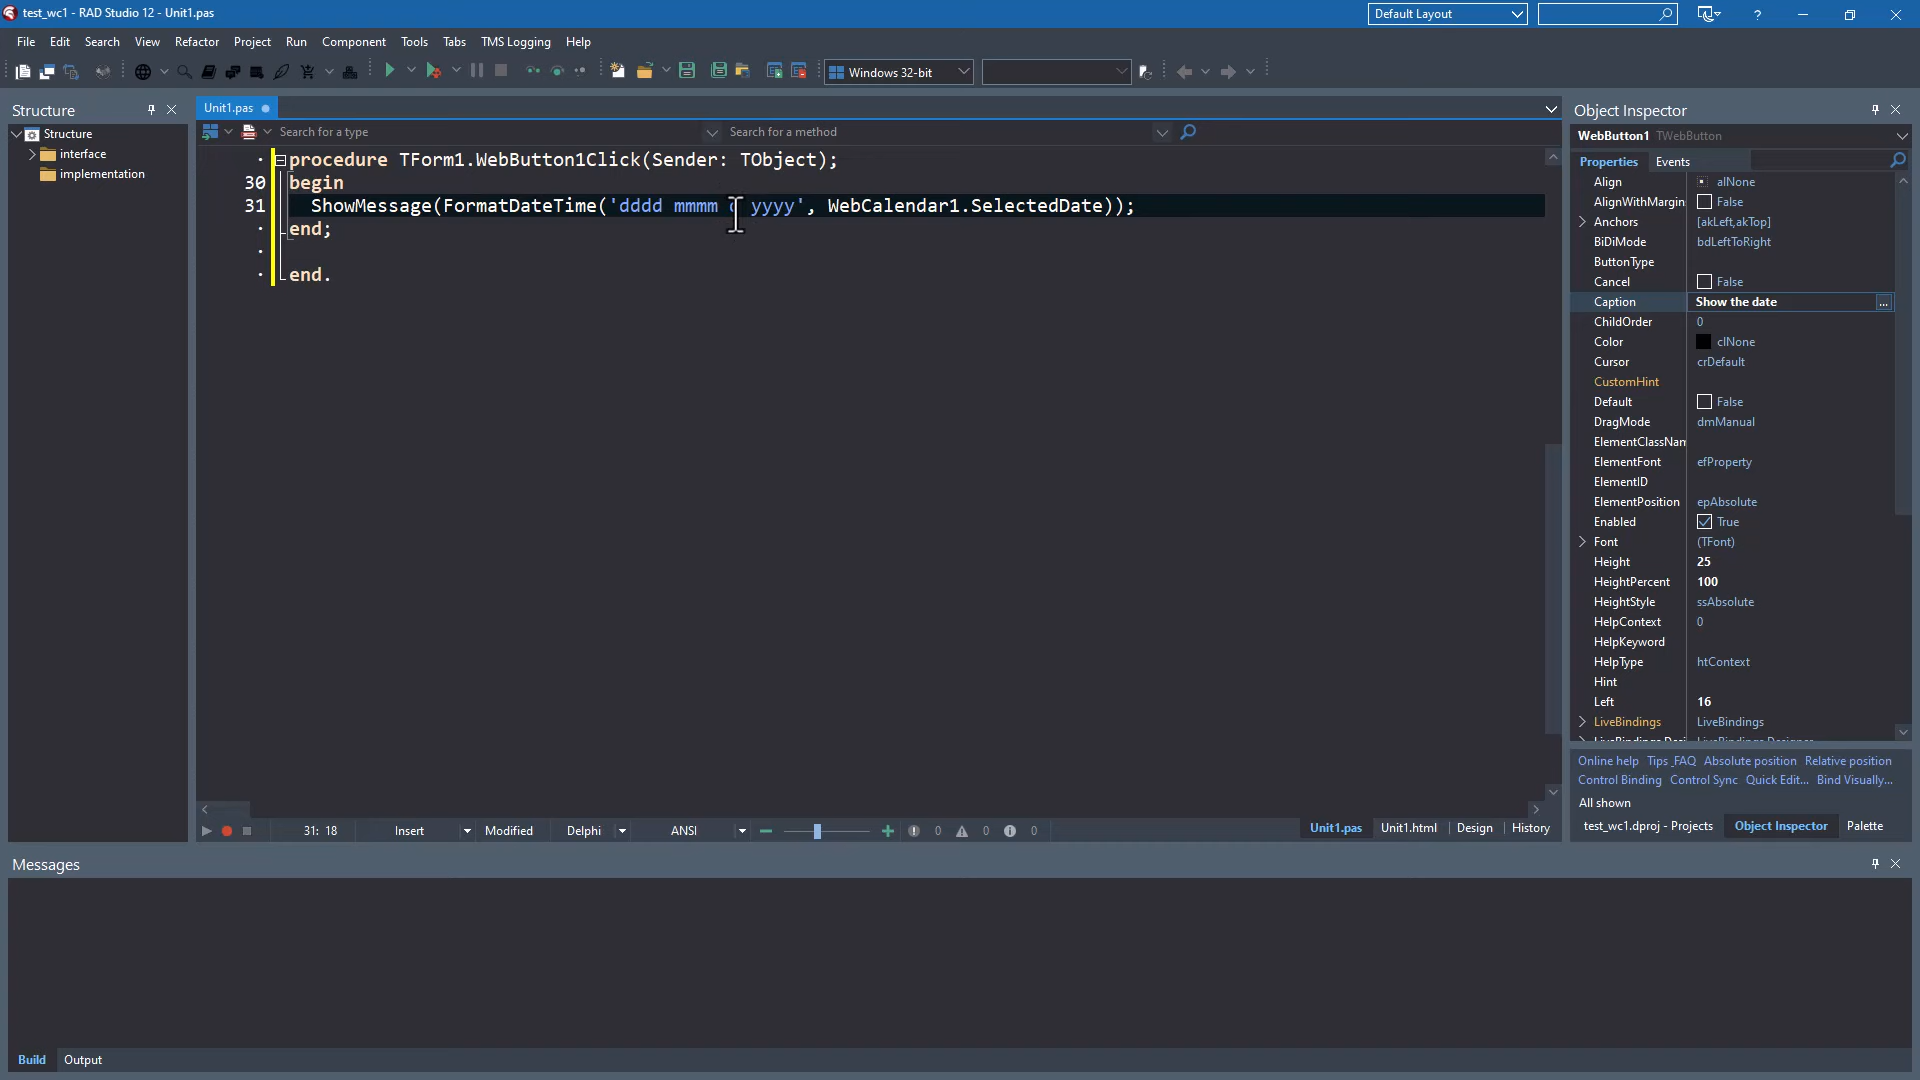 test_wc1 - RAD Studio 12 - Unit1.pas
Default Layout
?
File Edit Search View Refactor Project Run Component Tools Tabs TMS Logging Help
Windows 32-bit
Structure
Structure
interface
implementation
Unit1.pas
Search for a type
Search for a method
procedure TForm1.WebButton1Click(Sender: TObject);
30 begin
31 ShowMessage(FormatDateTime('dddd mmmm d yyyy', WebCalendar1.SelectedDate));
end;
end.
31: 18 Insert Modified Delphi ANSI 0 0 0
Unit1.pas Unit1.html Design History
Object Inspector
WebButton1 TWebButton
Properties Events
Align alNone
AlignWithMargin False
Anchors [akLeft,akTop]
BiDiMode bdLeftToRight
ButtonType
Cancel False
Caption Show the date ...
ChildOrder 0
Color clNone
Cursor crDefault
CustomHint
Default False
DragMode dmManual
ElementClassNam
ElementFont efProperty
ElementID
ElementPosition epAbsolute
Enabled True
Font (TFont)
Height 25
HeightPercent 100
HeightStyle ssAbsolute
HelpContext 0
HelpKeyword
HelpType htContext
Hint
Left 16
LiveBindings LiveBindings
Online help Tips_FAQ Absolute position Relative position
Control Binding Control Sync Quick Edit... Bind Visually...
All shown
test_wc1.dproj - Projects Object Inspector Palette
Messages
Build Output